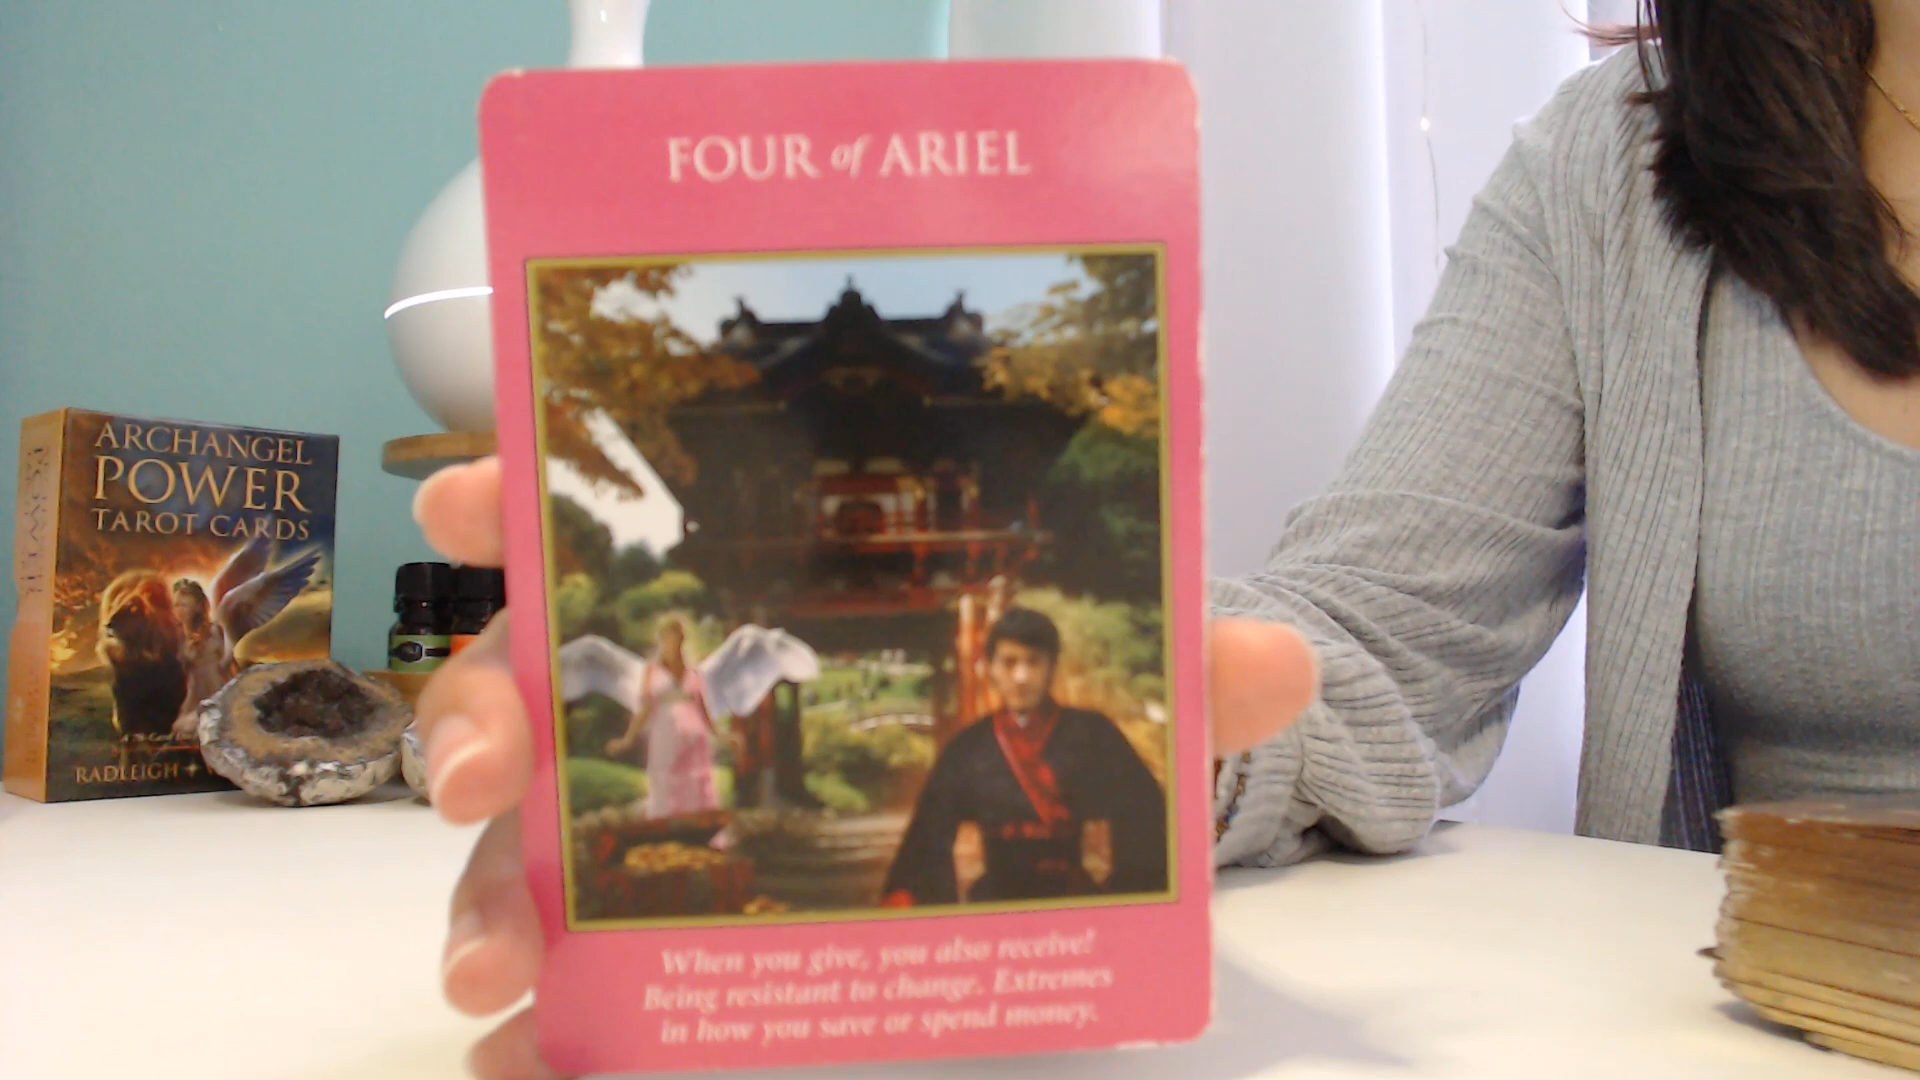 FOUR of ARIEL
When you give, you also receive!
Being resistant to change. Extremes
in how you save or spend money.
ARCHANGEL
POWER
TAROT CARDS
RADLEIGH